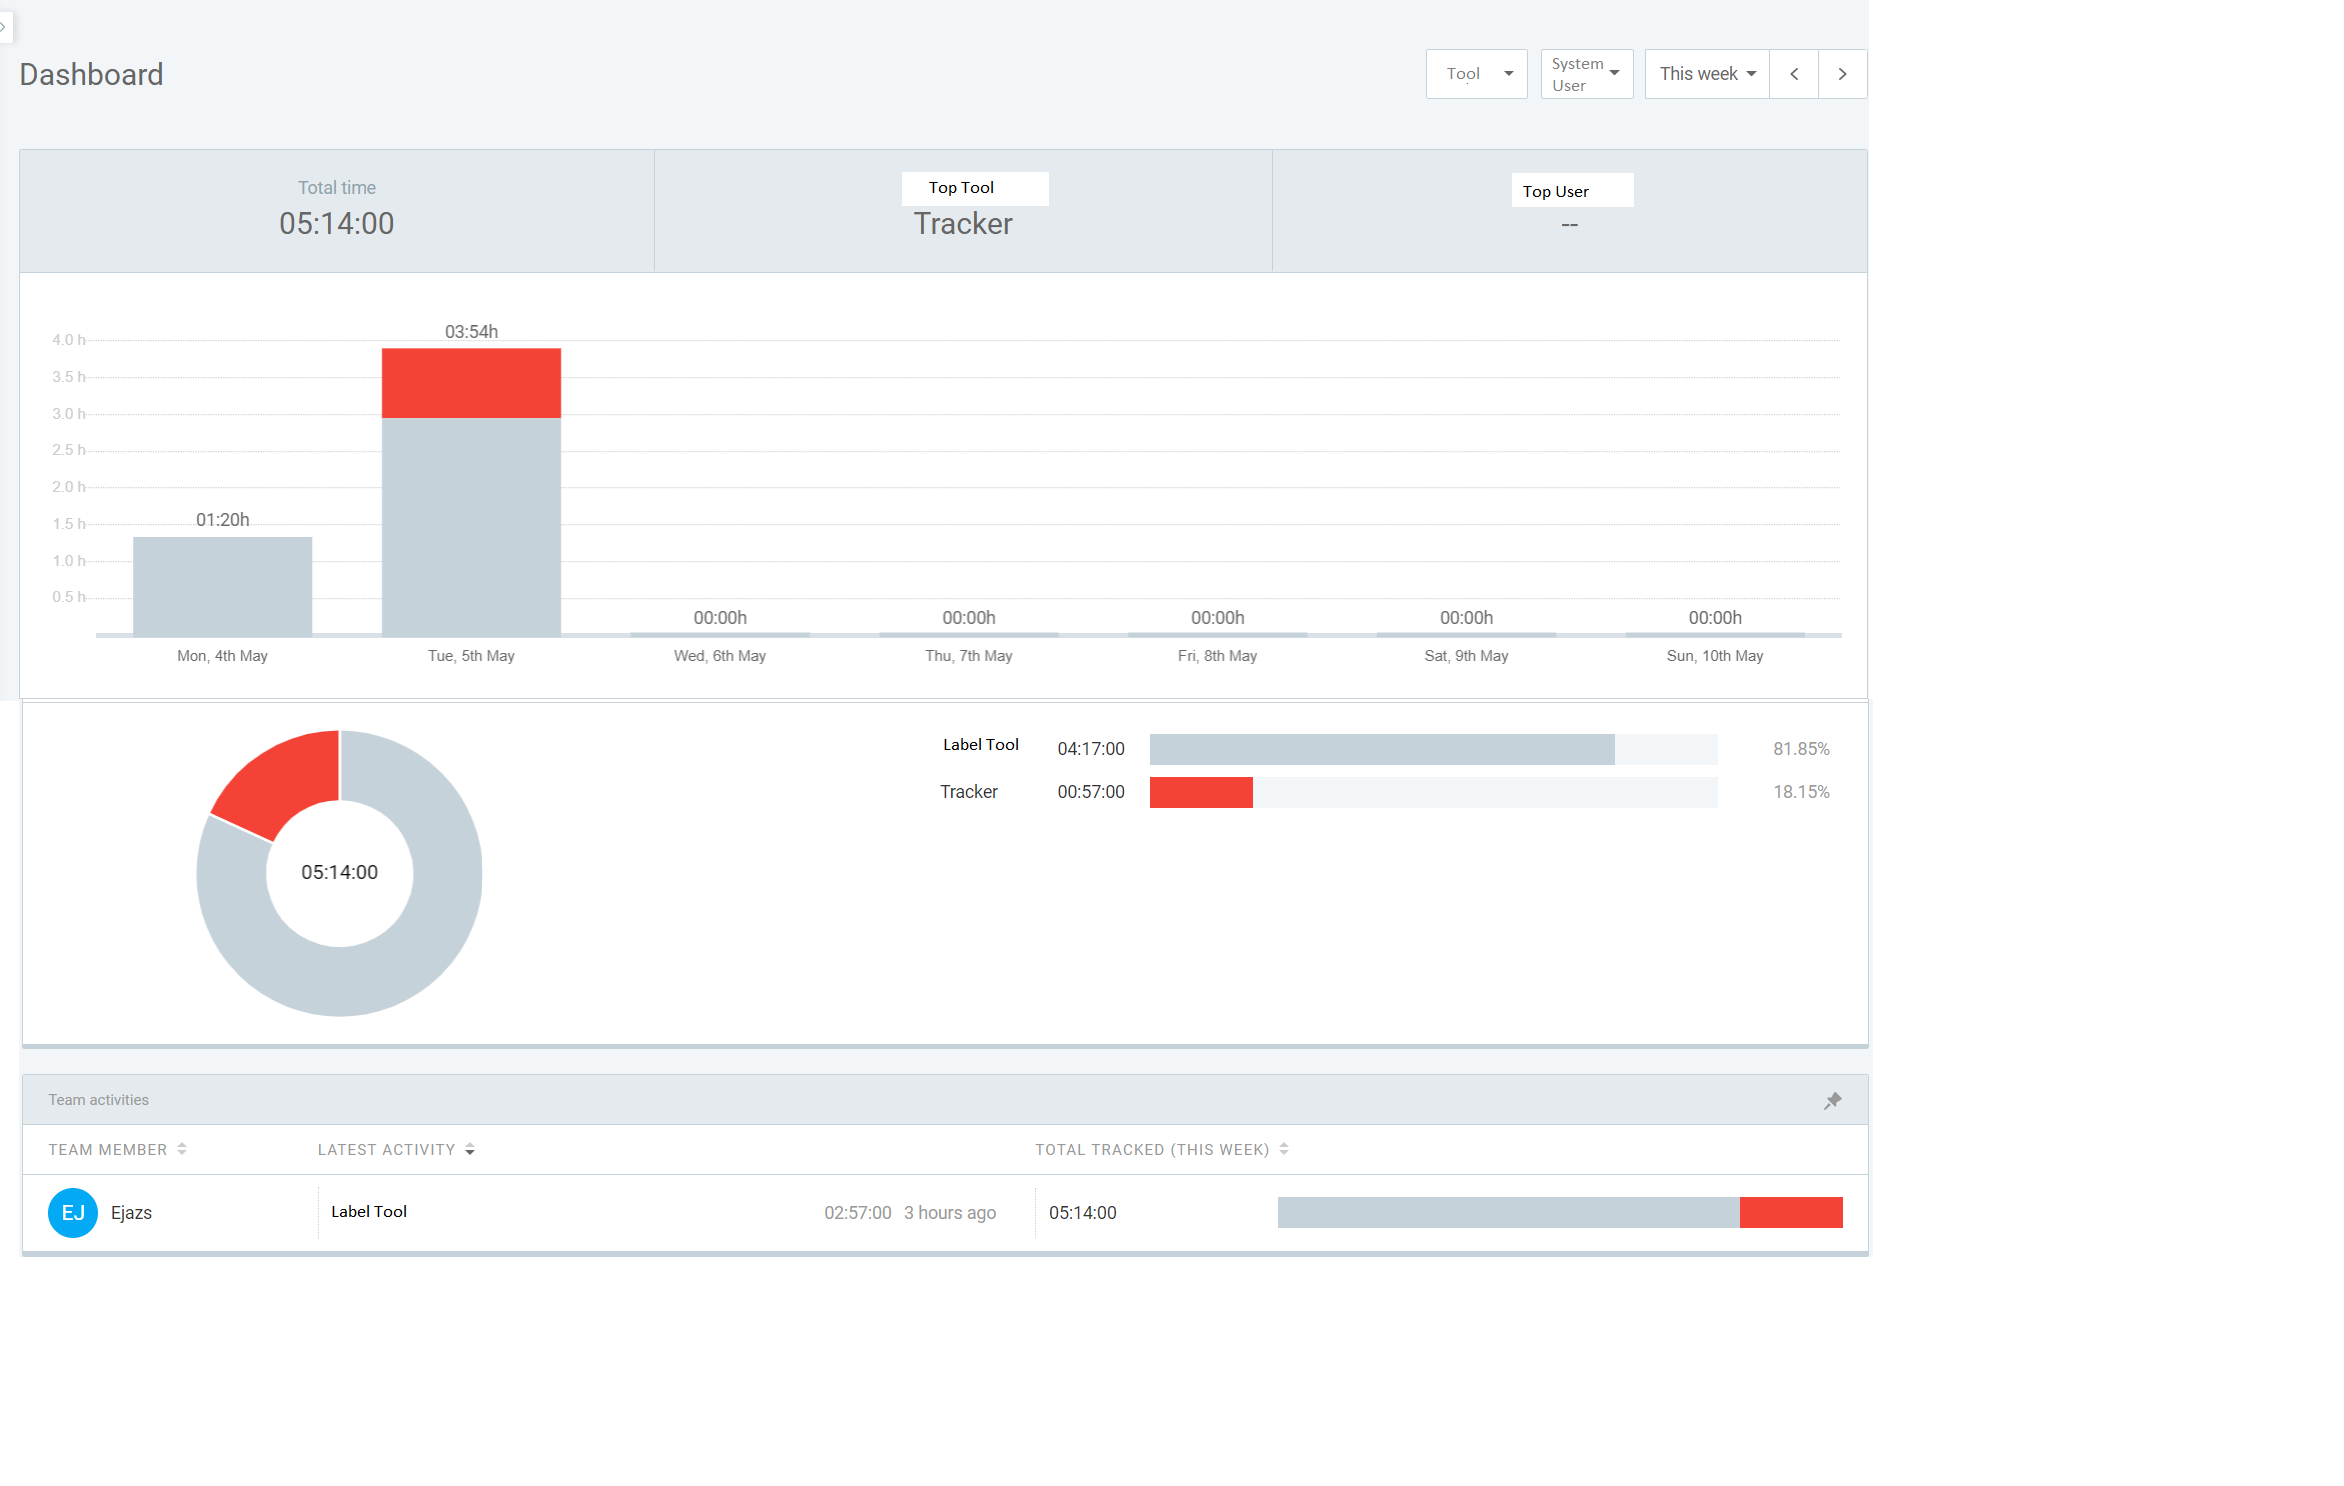 Dashboard
Tool
System
User
This week
Total time
05:14:00
Top Tool
Tracker
Top User
--
03:54h
4.0 h
3.5 h
3.0 h
2.5 h
2.0 h
01:20h
1.5 h
1.0 h
0.5 h
00:00h 00:00h 00:00h 00:00h 00:00h
Mon, 4th May Tue, 5th May Wed, 6th May Thu, 7th May Fri, 8th May Sat, 9th May Sun, 10th May
Label Tool 04:17:00 81.85%
Tracker 00:57:00 18.15%
05:14:00
Team activities
TEAM MEMBER LATEST ACTIVITY TOTAL TRACKED (THIS WEEK)
EJ Ejazs Label Tool 02:57:00 3 hours ago 05:14:00